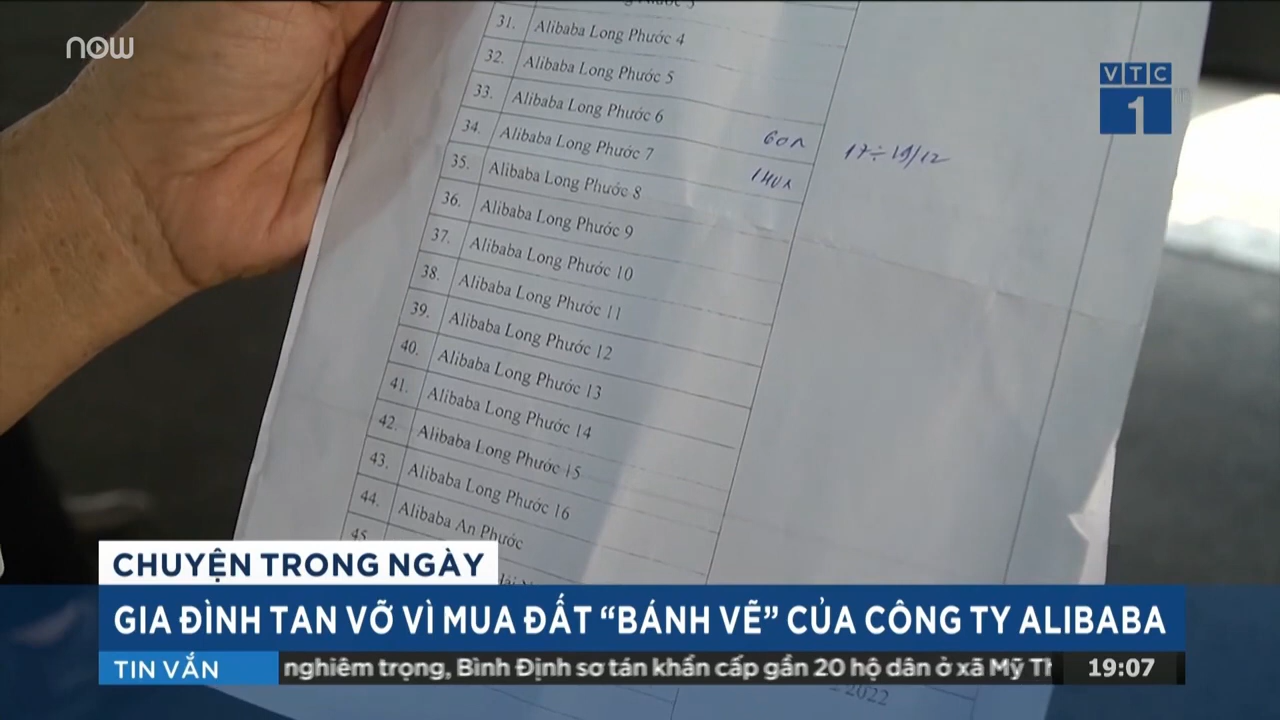 now
VTC
1
31. Alibaba Long Phước 4
32. Alibaba Long Phước 5
33. Alibaba Long Phước 6
34. Alibaba Long Phước 7
35. Alibaba Long Phước 8
36. Alibaba Long Phước 9
37. Alibaba Long Phước 10
38. Alibaba Long Phước 11
39. Alibaba Long Phước 12
40. Alibaba Long Phước 13
41. Alibaba Long Phước 14
42. Alibaba Long Phước 15
43. Alibaba Long Phước 16
44. Alibaba An Phước
CHUYỆN TRONG NGÀY
GIA ĐÌNH TAN VỠ VÌ MUA ĐẤT “BÁNH VẼ” CỦA CÔNG TY ALIBABA
TIN VẮN nghiêm trọng, Bình Định sơ tán khẩn cấp gần 20 hộ dân ở xã Mỹ Th 19:07
2022